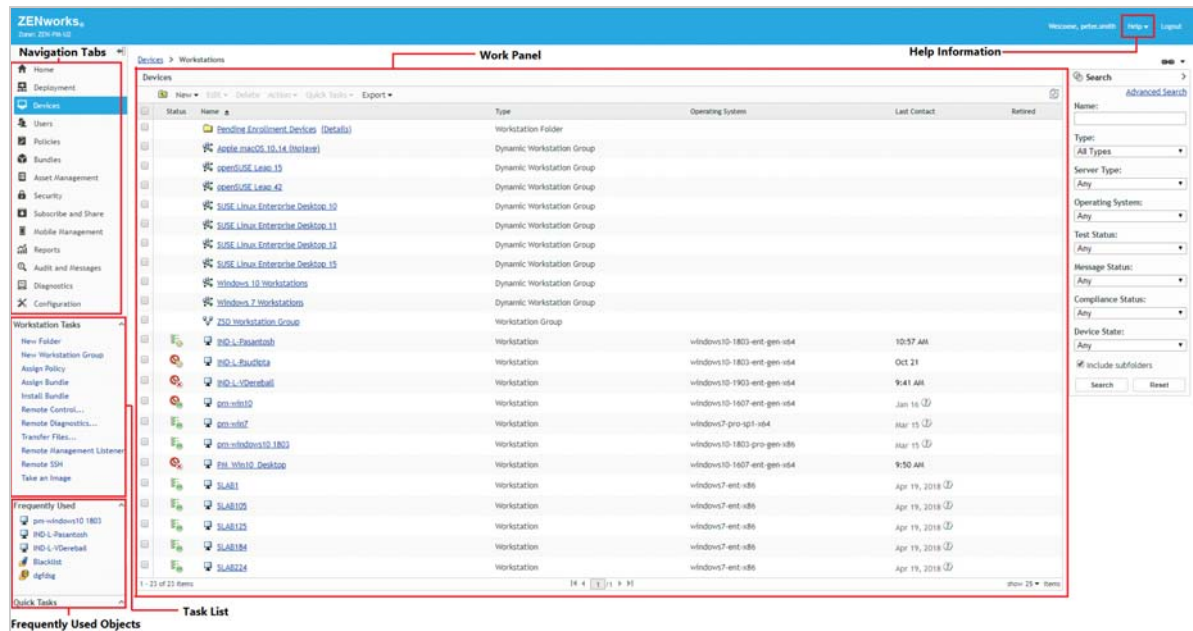 ZENworks.
Zone: ZEN-PM-U2
Welcome, peter.smith Help Logout
Navigation Tabs
Work Panel
Help Information
Home
Deployment
Devices
Users
Policies
Bundles
Asset Management
Security
Subscribe and Share
Mobile Management
Reports
Audit and Messages
Diagnostics
Configuration
Workstation Tasks
New Folder
New Workstation Group
Assign Policy
Assign Bundle
Install Bundle
Remote Control...
Remote Diagnostics...
Transfer Files...
Remote Management Listener
Remote SSH
Take an Image
Frequently Used
pm-windows10 1803
IND-L-Pasantosh
IND-L-VDereball
Blacklist
dgfdsg
Quick Tasks
Frequently Used Objects
Task List
Devices > Workstations
Devices
New Edit Delete Action Quick Tasks Export
Status Name Type Operating System Last Contact Retired
Pending Enrollment Devices (Details) Workstation Folder
Apple macOS 10.14 (Mojave) Dynamic Workstation Group
openSUSE Leap 15 Dynamic Workstation Group
openSUSE Leap 42 Dynamic Workstation Group
SUSE Linux Enterprise Desktop 10 Dynamic Workstation Group
SUSE Linux Enterprise Desktop 11 Dynamic Workstation Group
SUSE Linux Enterprise Desktop 12 Dynamic Workstation Group
SUSE Linux Enterprise Desktop 15 Dynamic Workstation Group
Windows 10 Workstations Dynamic Workstation Group
Windows 7 Workstations Dynamic Workstation Group
ZSD Workstation Group Workstation Group
IND-L-Pasantosh Workstation windows10-1803-ent-gen-x64 10:57 AM
IND-L-Psudipta Workstation windows10-1803-ent-gen-x64 Oct 21
IND-L-VDereball Workstation windows10-1903-ent-gen-x64 9:41 AM
pm-win10 Workstation windows10-1607-ent-gen-x64 Jan 16
pm-win7 Workstation windows7-pro-sp1-x64 Mar 15
pm-windows10 1803 Workstation windows10-1803-pro-gen-x86 Mar 15
PM_Win10_Desktop Workstation windows10-1607-ent-gen-x64 9:50 AM
SLAB1 Workstation windows7-ent-x86 Apr 19, 2018
SLAB105 Workstation windows7-ent-x86 Apr 19, 2018
SLAB125 Workstation windows7-ent-x86 Apr 19, 2018
SLAB184 Workstation windows7-ent-x86 Apr 19, 2018
SLAB224 Workstation windows7-ent-x86 Apr 19, 2018
1 - 23 of 23 items 1 / 1 show 25 items
Search
Advanced Search
Name:
Type:
All Types
Server Type:
Any
Operating System:
Any
Test Status:
Any
Message Status:
Any
Compliance Status:
Any
Device State:
Any
Include subfolders
Search Reset